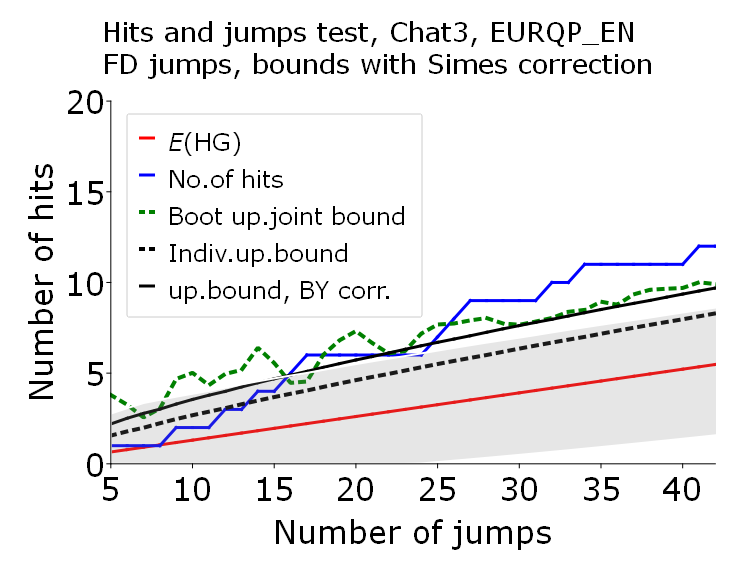 Hits and jumps test, Chat3, EURQP_EN
FD jumps, bounds with Simes correction
Number of hits
20
15
10
5
0
E(HG)
No.of hits
Boot up.joint bound
Indiv.up.bound
up.bound, BY corr.
5 10 15 20 25 30 35 40
Number of jumps